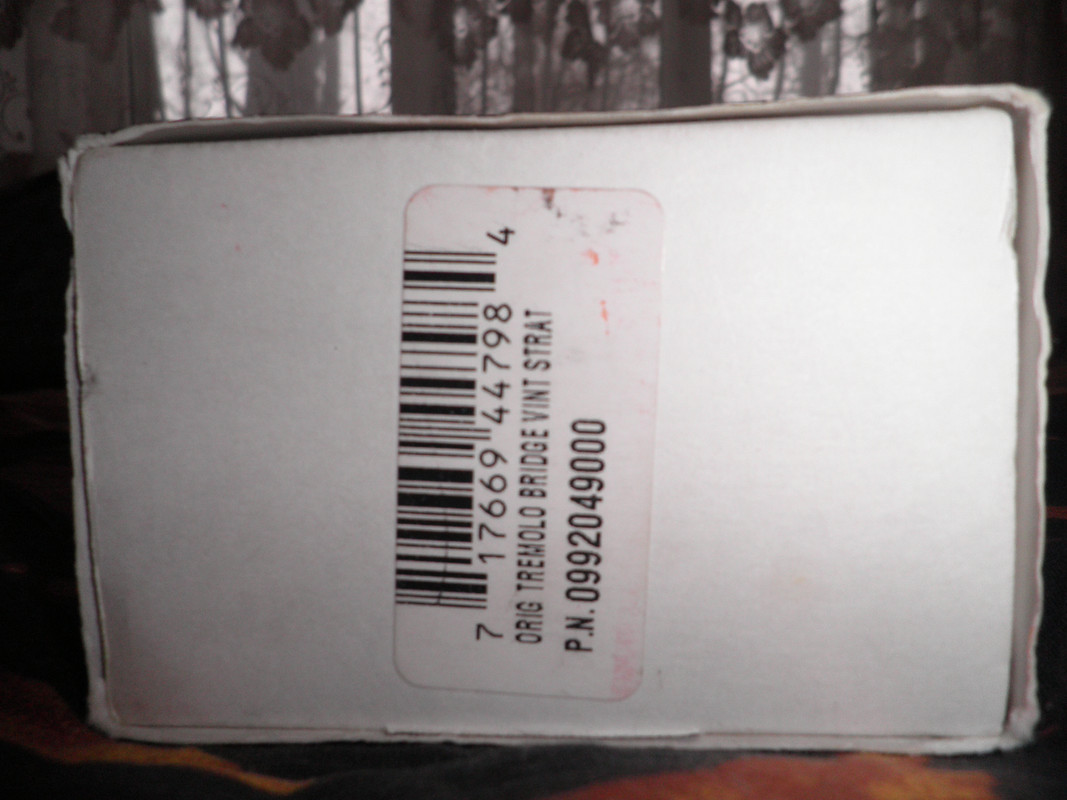 7 17669 44798 4
ORIG TREMOLO BRIDGE VINT STRAT
P.N. 0992049000